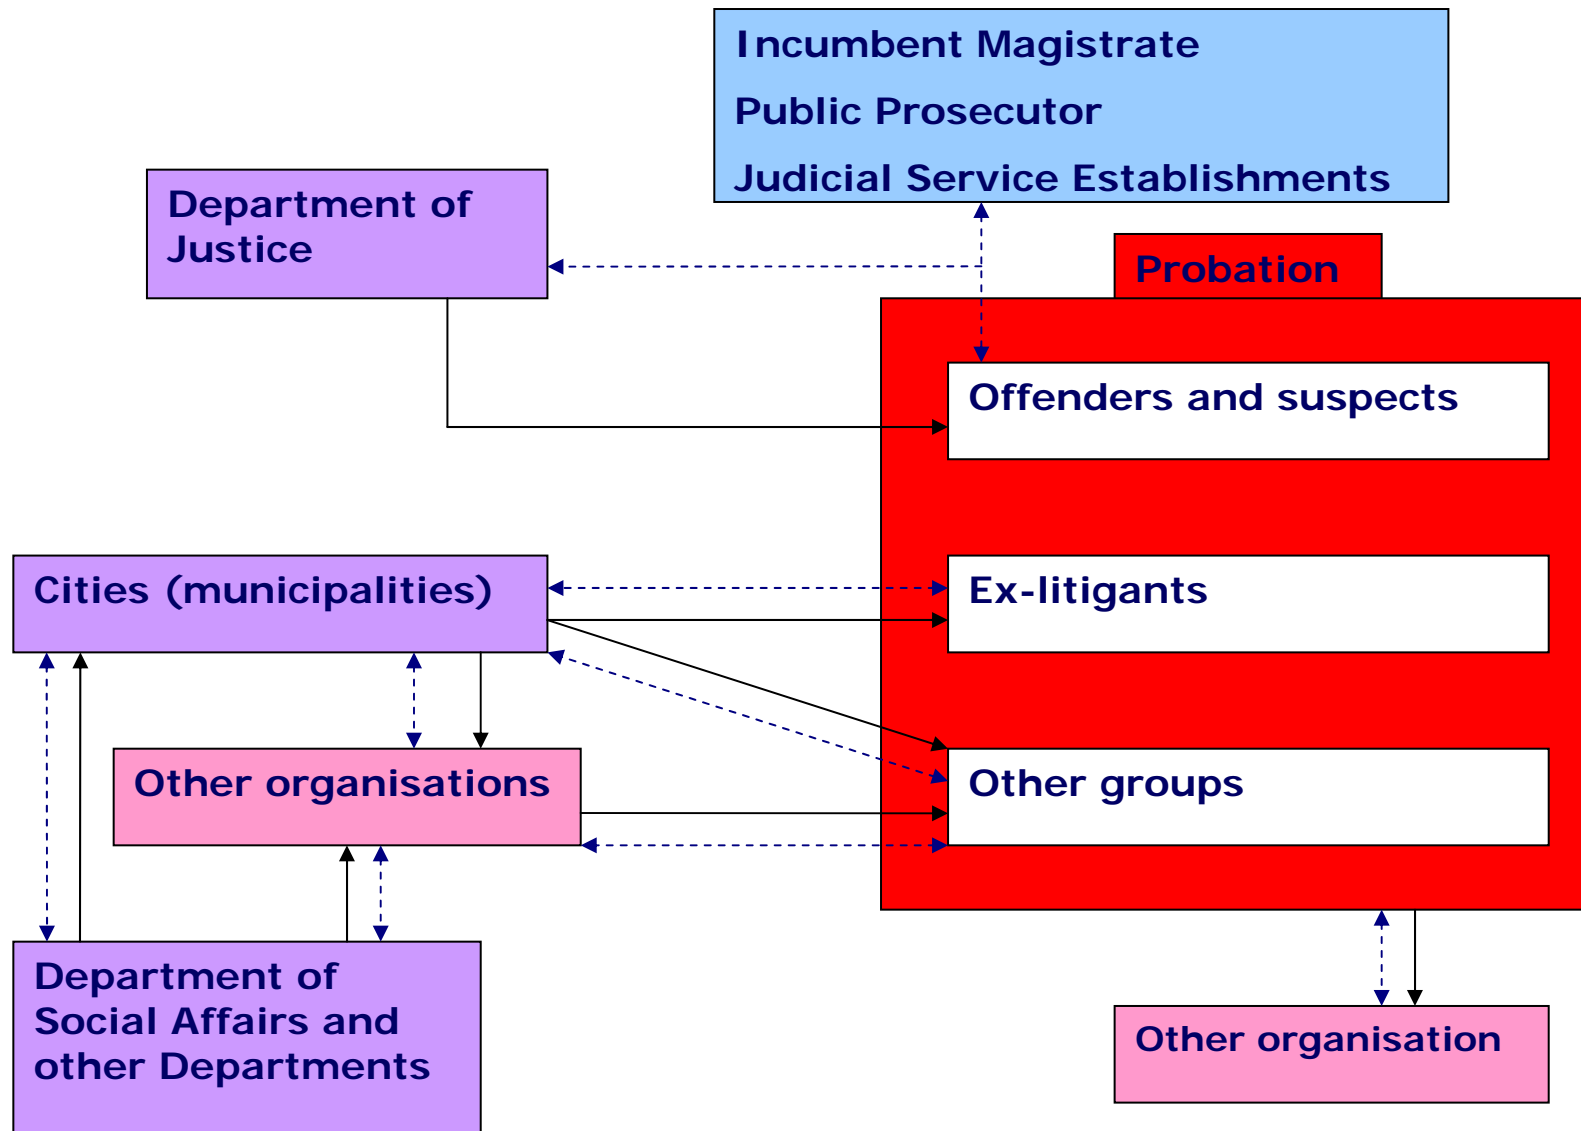 Incumbent Magistrate
Public Prosecutor
Judicial Service Establishments
Department of
Justice
Probation
Offenders and suspects
Cities (municipalities)
Ex-litigants
Other organisations
Other groups
Department of
Social Affairs and
other Departments
Other organisation